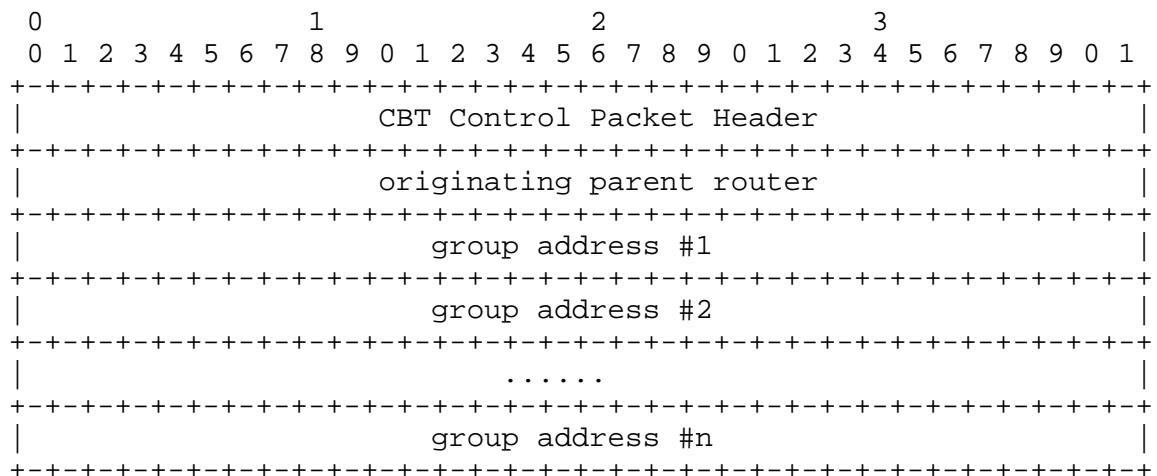 0                   1                   2                   3
0 1 2 3 4 5 6 7 8 9 0 1 2 3 4 5 6 7 8 9 0 1 2 3 4 5 6 7 8 9 0 1
+-+-+-+-+-+-+-+-+-+-+-+-+-+-+-+-+-+-+-+-+-+-+-+-+-+-+-+-+-+-+-+-+
|                    CBT Control Packet Header                  |
+-+-+-+-+-+-+-+-+-+-+-+-+-+-+-+-+-+-+-+-+-+-+-+-+-+-+-+-+-+-+-+-+
|                    originating parent router                  |
+-+-+-+-+-+-+-+-+-+-+-+-+-+-+-+-+-+-+-+-+-+-+-+-+-+-+-+-+-+-+-+-+
|                       group address #1                        |
+-+-+-+-+-+-+-+-+-+-+-+-+-+-+-+-+-+-+-+-+-+-+-+-+-+-+-+-+-+-+-+-+
|                       group address #2                        |
+-+-+-+-+-+-+-+-+-+-+-+-+-+-+-+-+-+-+-+-+-+-+-+-+-+-+-+-+-+-+-+-+
|                           ......                              |
+-+-+-+-+-+-+-+-+-+-+-+-+-+-+-+-+-+-+-+-+-+-+-+-+-+-+-+-+-+-+-+-+
|                       group address #n                        |
+-+-+-+-+-+-+-+-+-+-+-+-+-+-+-+-+-+-+-+-+-+-+-+-+-+-+-+-+-+-+-+-+